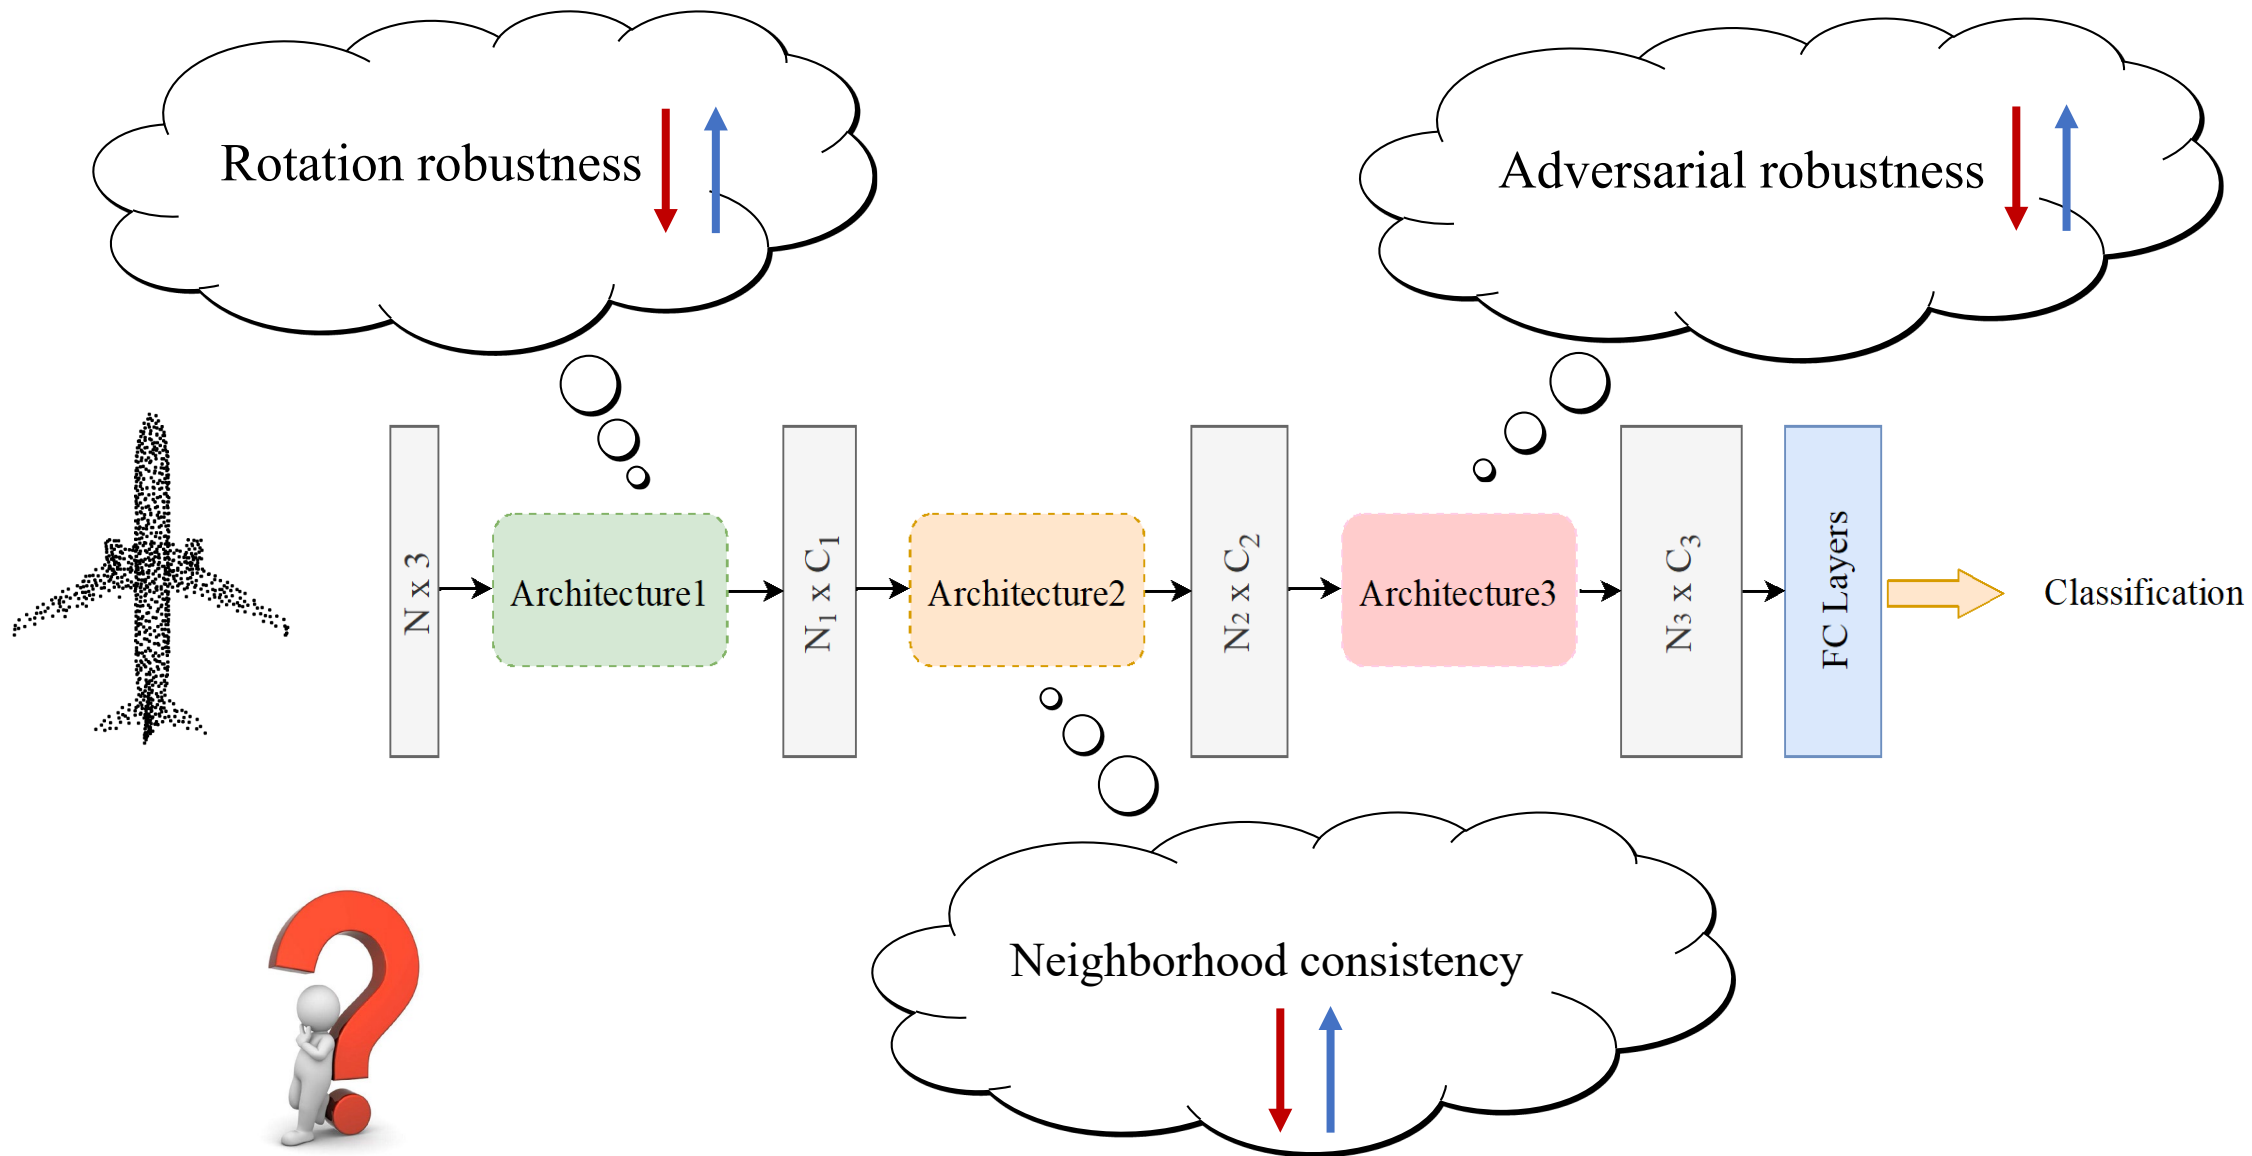 Rotation robustness
Adversarial robustness
N x 3
Architecture1
N₁ x C₁
Architecture2
N₂ x C₂
Architecture3
N₃ x C₃
FC Layers
Classification
Neighborhood consistency